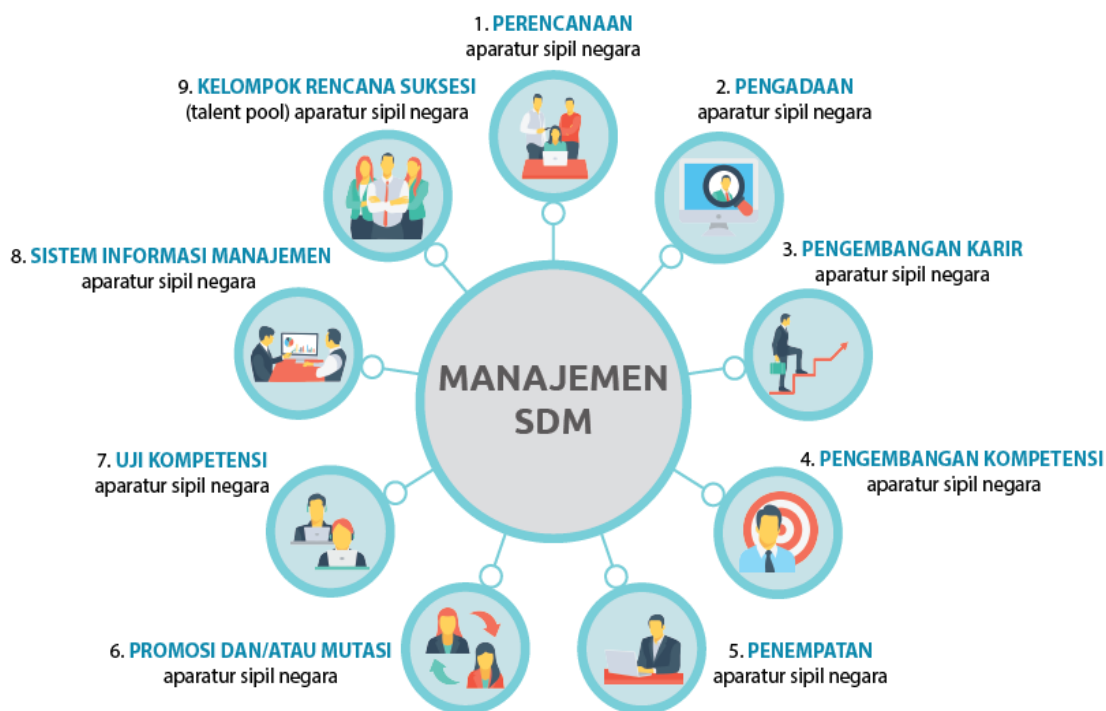 1. PERENCANAAN
aparatur sipil negara
2. PENGADAAN
aparatur sipil negara
3. PENGEMBANGAN KARIR
aparatur sipil negara
4. PENGEMBANGAN KOMPETENSI
aparatur sipil negara
5. PENEMPATAN
aparatur sipil negara
6. PROMOSI DAN/ATAU MUTASI
aparatur sipil negara
7. UJI KOMPETENSI
aparatur sipil negara
8. SISTEM INFORMASI MANAJEMEN
aparatur sipil negara
9. KELOMPOK RENCANA SUKSESI
(talent pool) aparatur sipil negara
MANAJEMEN
SDM